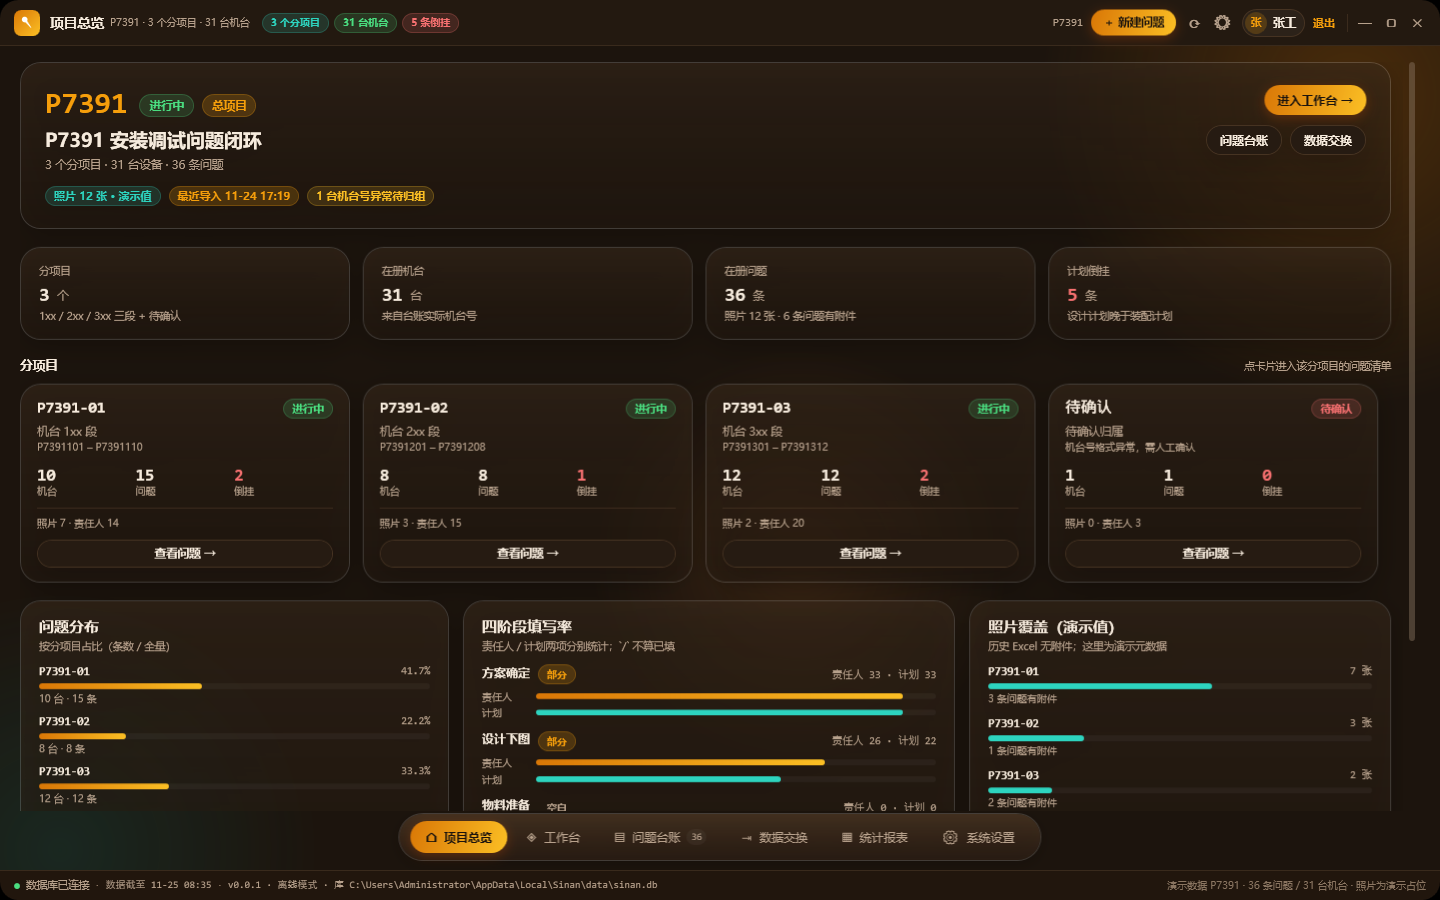 项目总览 P7391 · 3 个分项目 · 31 台机台 3 个分项目 31 台机台 5 条倒挂 P7391 + 新建问题 张 张工 退出
P7391 进行中 总项目 进入工作台 →
P7391 安装调试问题闭环 问题台账 数据交换
3 个分项目 · 31 台设备 · 36 条问题
照片 12 张 • 演示值 最近导入 11-24 17:19 1 台机台号异常待归组
分项目 在册机台 在册问题 计划倒挂
3 个 31 台 36 条 5 条
1xx / 2xx / 3xx 三段 + 待确认 来自台账实际机台号 照片 12 张 · 6 条问题有附件 设计计划晚于装配计划
分项目 点卡片进入该分项目的问题清单
P7391-01 进行中 P7391-02 进行中 P7391-03 进行中 待确认 待确认
机台 1xx 段 机台 2xx 段 机台 3xx 段 待确认归属
P7391101 – P7391110 P7391201 – P7391208 P7391301 – P7391312 机台号格式异常，需人工确认
10 15 2 8 8 1 12 12 2 1 1 0
机台 问题 倒挂 机台 问题 倒挂 机台 问题 倒挂 机台 问题 倒挂
照片 7 · 责任人 14 照片 3 · 责任人 15 照片 2 · 责任人 20 照片 0 · 责任人 3
查看问题 → 查看问题 → 查看问题 → 查看问题 →
问题分布
按分项目占比（条数 / 全量）
P7391-01 41.7%
10 台 · 15 条
P7391-02 22.2%
8 台 · 8 条
P7391-03 33.3%
12 台 · 12 条
四阶段填写率
责任人 / 计划两项分别统计；`/` 不算已填
方案确定 部分 责任人 33 · 计划 33
责任人
计划
设计下图 部分 责任人 26 · 计划 22
责任人
计划
物料准备 空白 责任人 0 · 计划 0
照片覆盖（演示值）
历史 Excel 无附件；这里为演示元数据
P7391-01 7 张
3 条问题有附件
P7391-02 3 张
1 条问题有附件
P7391-03 2 张
2 条问题有附件
项目总览 工作台 问题台账 36 数据交换 统计报表 系统设置
数据库已连接 · 数据截至 11-25 08:35 · v0.0.1 · 离线模式 · 库 C:\Users\Administrator\AppData\Local\Sinan\data\sinan.db 演示数据 P7391 · 36 条问题 / 31 台机台 · 照片为演示占位